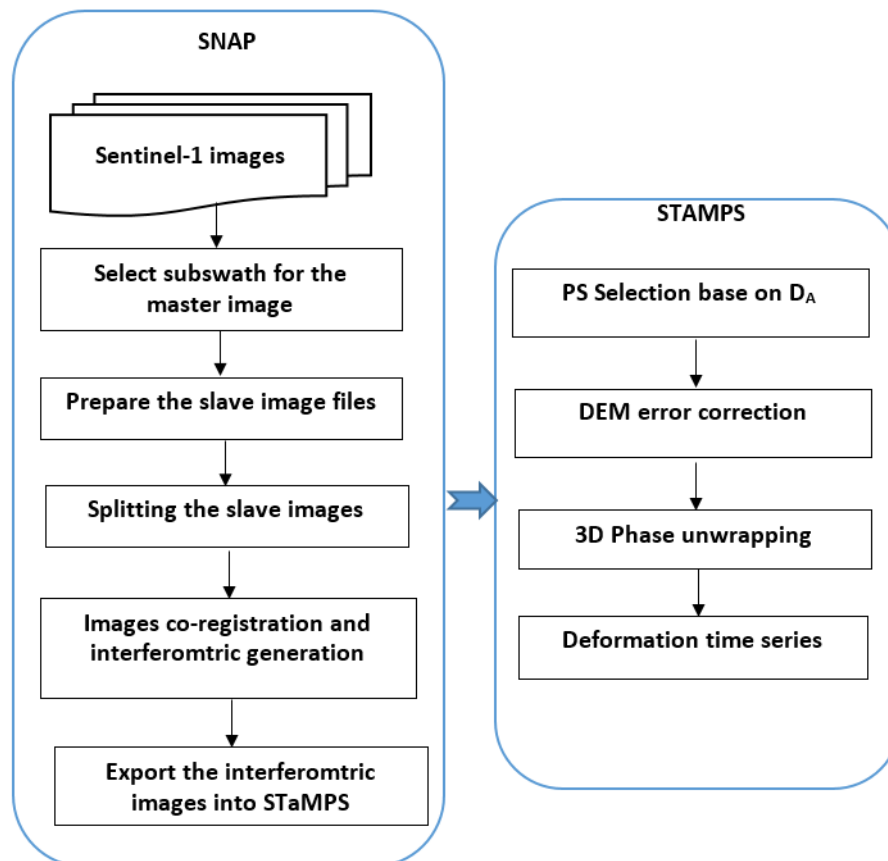 SNAP
Sentinel-1 images
Select subswath for the
master image
Prepare the slave image files
Splitting the slave images
Images co-registration and
interferomtric generation
Export the interferomtric
images into STaMPS
STAMPS
PS Selection base on DA
DEM error correction
3D Phase unwrapping
Deformation time series